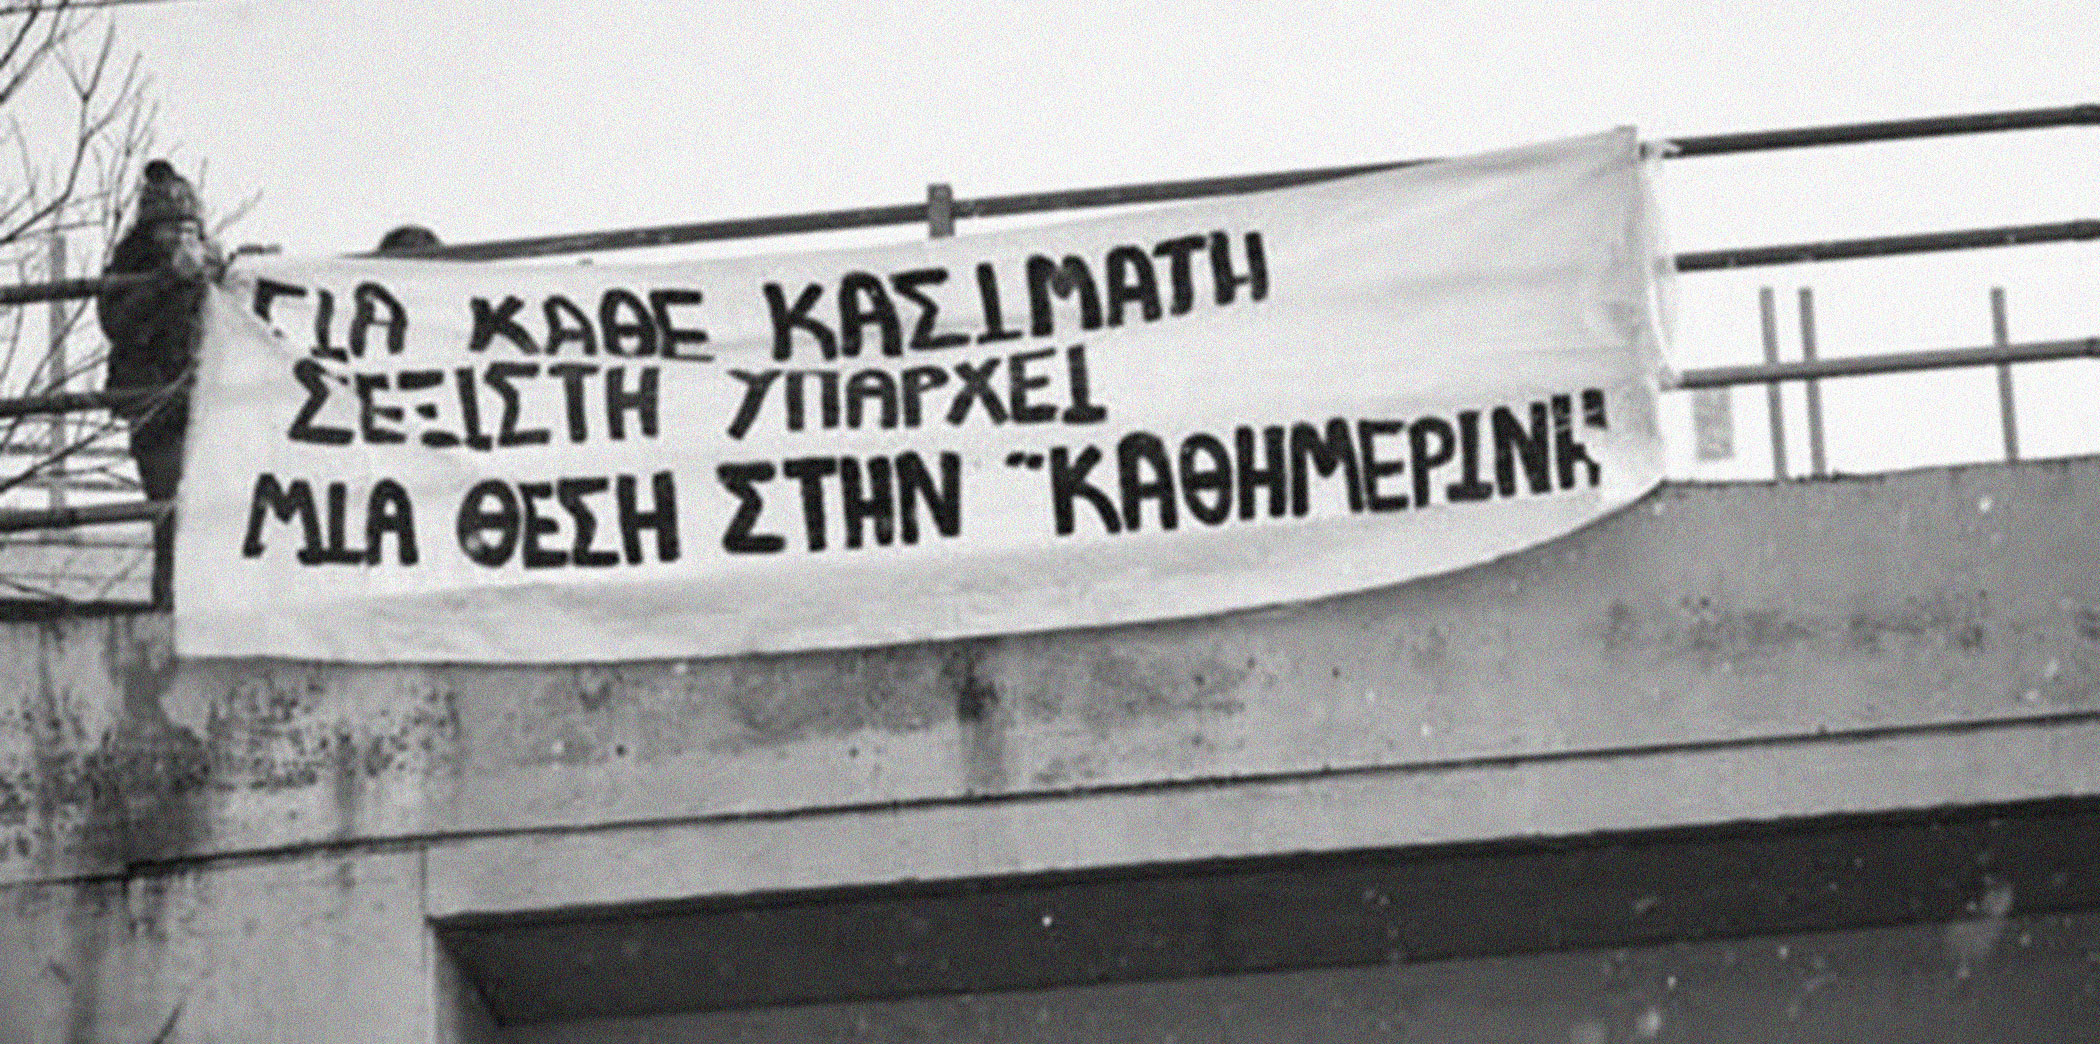 ΓΙΑ ΚΑΘΕ ΚΑΣΙΜΑΤΗ
ΣΕΞΙΣΤΗ ΥΠΑΡΧΕΙ
ΜΙΑ ΘΕΣΗ ΣΤΗΝ "ΚΑΘΗΜΕΡΙΝΗ"